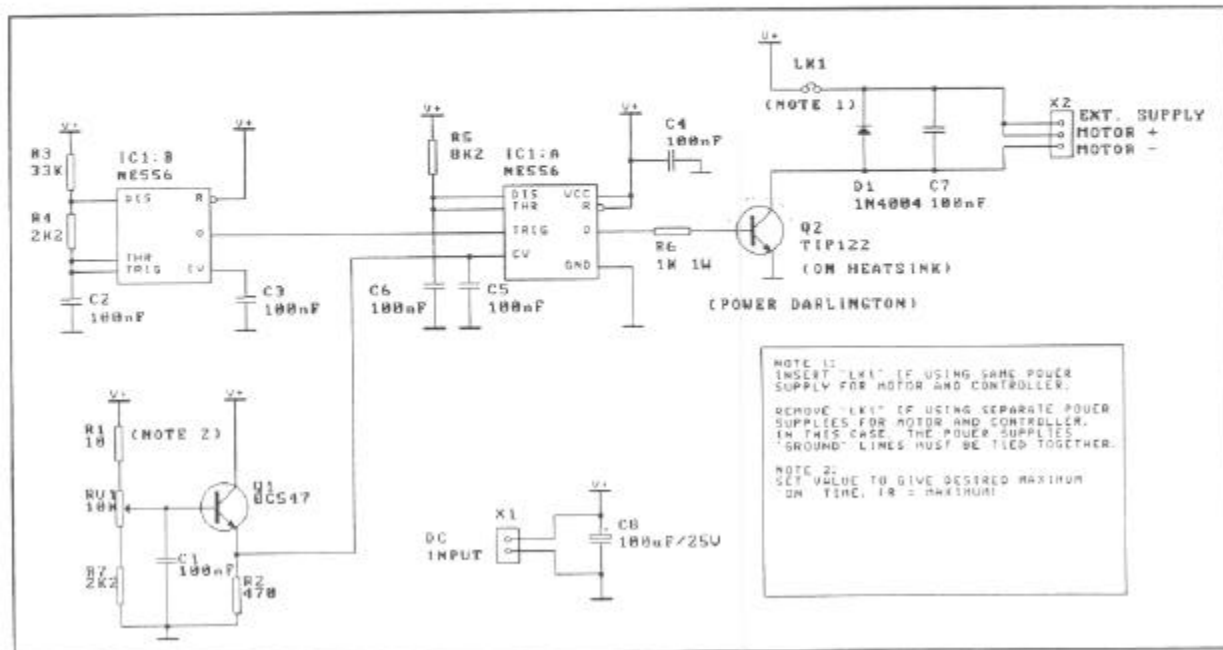 V+
LK1
(NOTE 1)
X2
EXT. SUPPLY
MOTOR +
MOTOR -
D1
1N4004
C7
100nF
V+
R3
33K
R4
2K2
V+
IC1:B
NE556
DIS
R
O
THR
TRIG
CV
C2
100nF
C3
100nF
V+
R5
8K2
V+
IC1:A
NE556
C4
100nF
DIS
THR
TRIG
CV
VCC
R
O
GND
C6
100nF
C5
100nF
R6
1K 1W
Q2
TIP122
(ON HEATSINK)
(POWER DARLINGTON)
V+
R1
10
(NOTE 2)
V+
RV1
10K
Q1
BC547
R7
2K2
C1
100nF
R2
470
DC
INPUT
X1
V+
C8
100uF/25V
NOTE 1:
INSERT "LK1" IF USING SAME POWER
SUPPLY FOR MOTOR AND CONTROLLER.
REMOVE "LK1" IF USING SEPARATE POWER
SUPPLIES FOR MOTOR AND CONTROLLER.
IN THIS CASE, THE POWER SUPPLIES
"GROUND" LINES MUST BE TIED TOGETHER.
NOTE 2:
SET VALUE TO GIVE DESIRED MAXIMUM
"ON" TIME. = MAXIMUM)